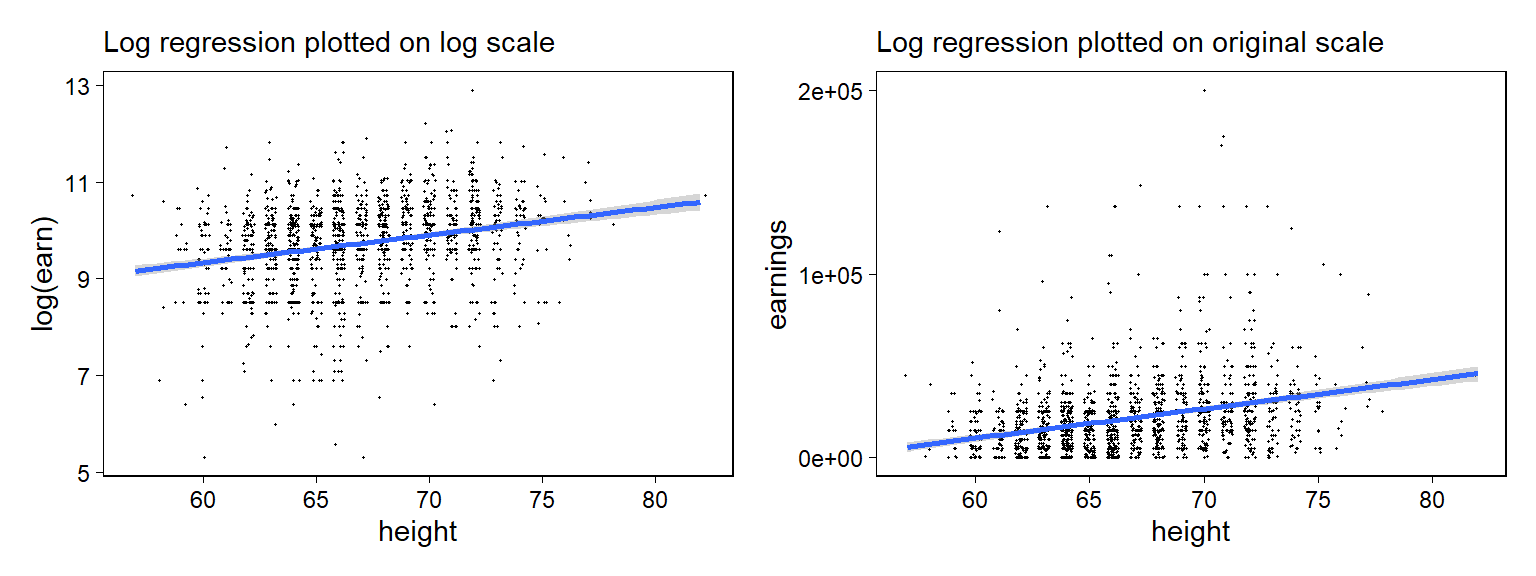 Log regression plotted on log scale
13
11
9
7
5
log(earn)
60 65 70 75 80
height
Log regression plotted on original scale
2e+05
1e+05
0e+00
earnings
60 65 70 75 80
height